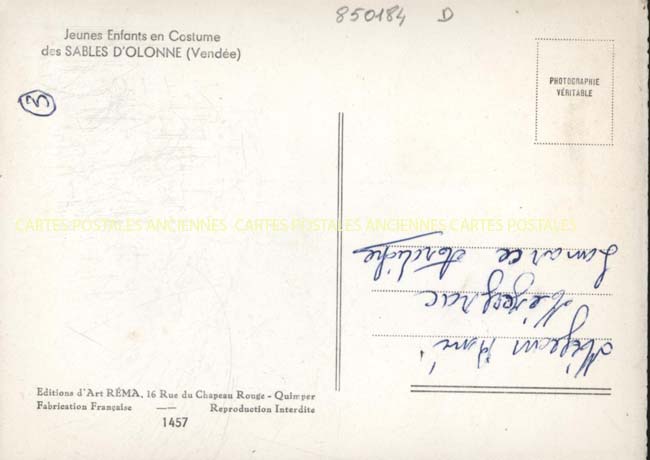 850184 D
Jeunes Enfants en Costume
des SABLES D'OLONNE (Vendée)
3
PHOTOGRAPHIE
VÉRITABLE
CARTES POSTALES ANCIENNES CARTES POSTALES ANCIENNES CARTES POSTALES
Editions d'Art RÉMA, 16 Rue du Chapeau Rouge - Quimper
Fabrication Française — Reproduction Interdite
1457